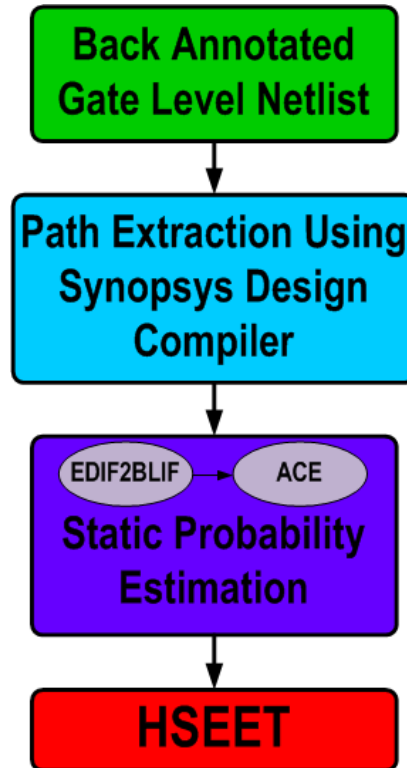 Back Annotated
Gate Level Netlist
Path Extraction Using
Synopsys Design
Compiler
EDIF2BLIF
ACE
Static Probability
Estimation
HSEET